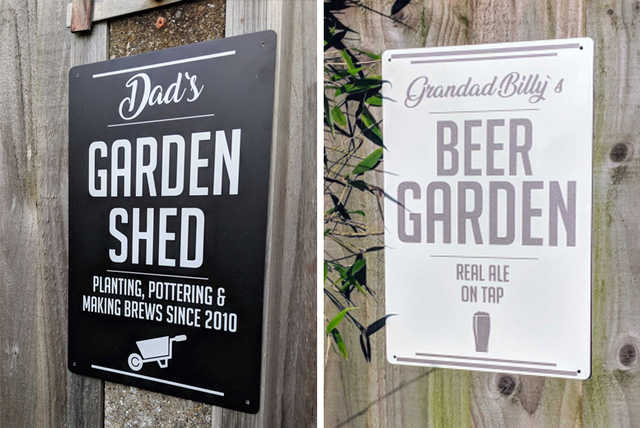 Dad's
GARDEN
SHED
PLANTING, POTTERING &
MAKING BREWS SINCE 2010
Grandad Billy's
BEER
GARDEN
REAL ALE
ON TAP